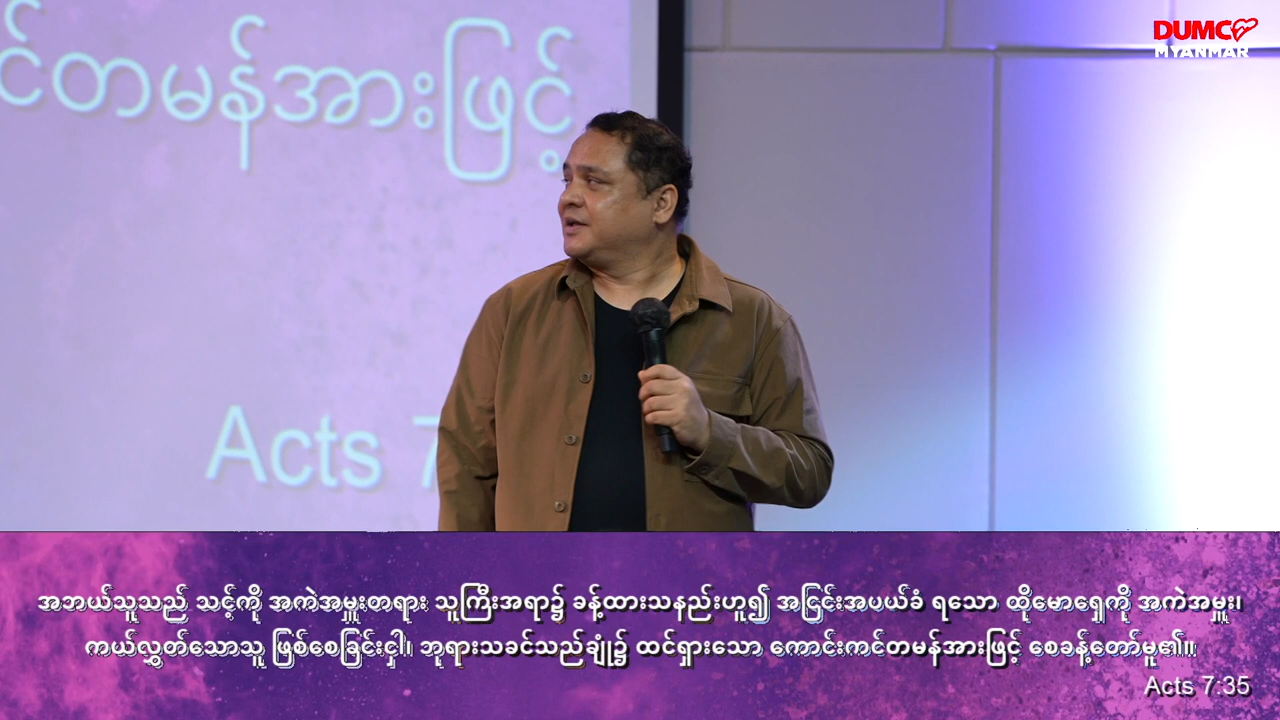 DUMC
MYANMAR
င်တမန်အားဖြင့်
Acts 7
အဘယ်သူသည် သင့်ကို အကဲအမှူးတရား သူကြီးအရာ၌ ခန့်ထားသနည်းဟူ၍ အငြင်းအပယ်ခံ ရသော ထိုမောရှေကို အကဲအမှူး၊
ကယ်လွှတ်သောသူ ဖြစ်စေခြင်းငှါ၊ ဘုရားသခင်သည်ချုံ၌ ထင်ရှားသော ကောင်းကင်တမန်အားဖြင့် စေခန့်တော်မူ၏။
Acts 7:35